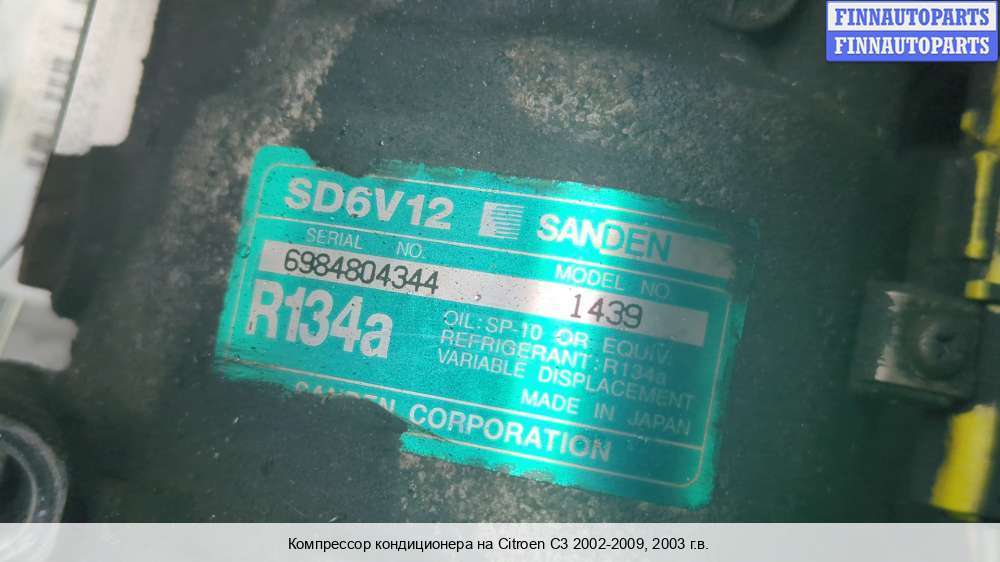 FINNAUTOPARTS
FINNAUTOPARTS
SD6V12 SANDEN
SERIAL NO. MODEL NO.
6984804344 1439
R134a
OIL: SP-10 OR EQUIV.
REFRIGERANT: R134a
VARIABLE DISPLACEMENT
MADE IN JAPAN
SANDEN CORPORATION
Компрессор кондиционера на Citroen C3 2002-2009, 2003 г.в.